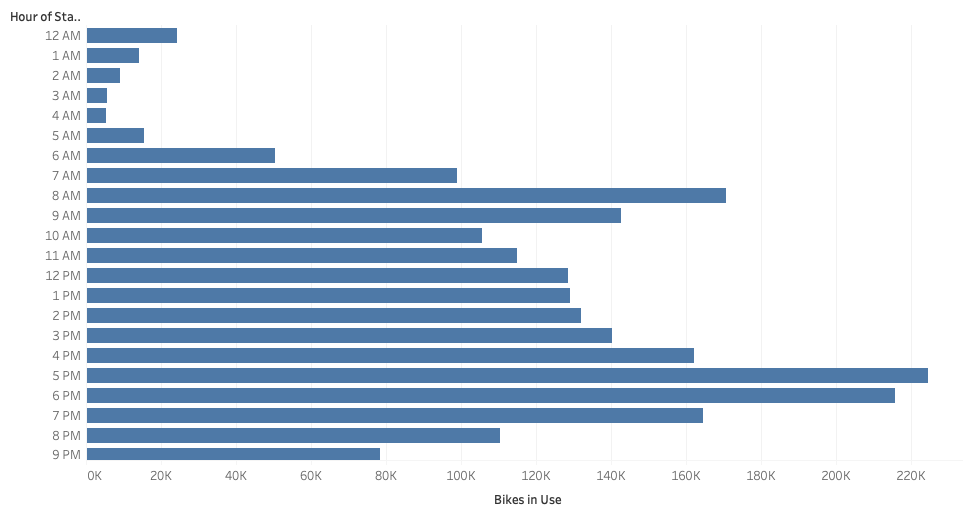 Hour of Sta..
12 AM
1 AM
2 AM
3 AM
4 AM
5 AM
6 AM
7 AM
8 AM
9 AM
10 AM
11 AM
12 PM
1 PM
2 PM
3 PM
4 PM
5 PM
6 PM
7 PM
8 PM
9 PM
0K 20K 40K 60K 80K 100K 120K 140K 160K 180K 200K 220K
Bikes in Use